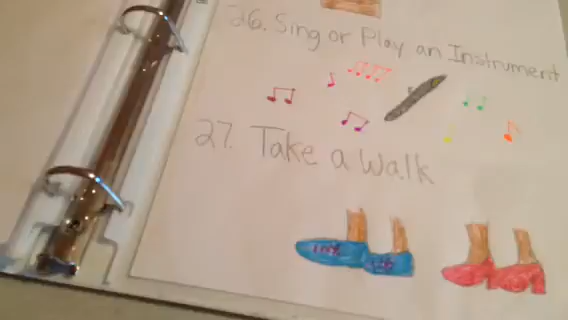 26. Sing or Play an Instrument
27. Take a Walk